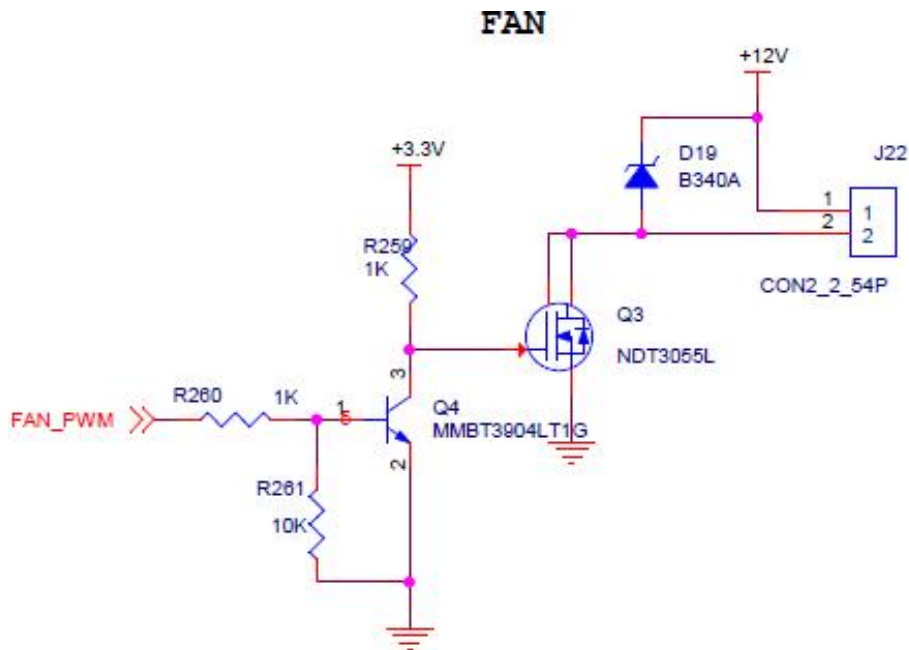 FAN
+12V
D19
B340A
J22
+3.3V
1
1
2
2
R259
1K
CON2_2_54P
Q3
NDT3055L
3
R260
1K
1
Q4
MMBT3904LT1G
FAN_PWM
2
R261
10K